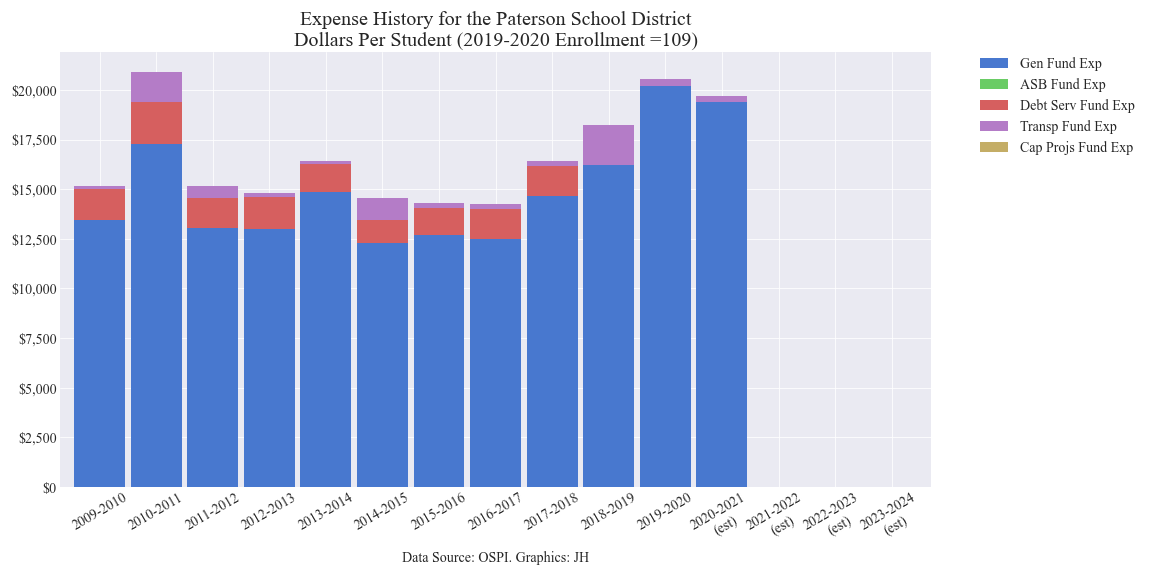 Expense History for the Paterson School District
Dollars Per Student (2019-2020 Enrollment =109)
Gen Fund Exp
ASB Fund Exp
Debt Serv Fund Exp
Transp Fund Exp
Cap Projs Fund Exp
$20,000
$17,500
$15,000
$12,500
$10,000
$7,500
$5,000
$2,500
$0
2009-2010
2010-2011
2011-2012
2012-2013
2013-2014
2014-2015
2015-2016
2016-2017
2017-2018
2018-2019
2019-2020
2020-2021
(est)
2021-2022
(est)
2022-2023
(est)
2023-2024
(est)
Data Source: OSPI. Graphics: JH